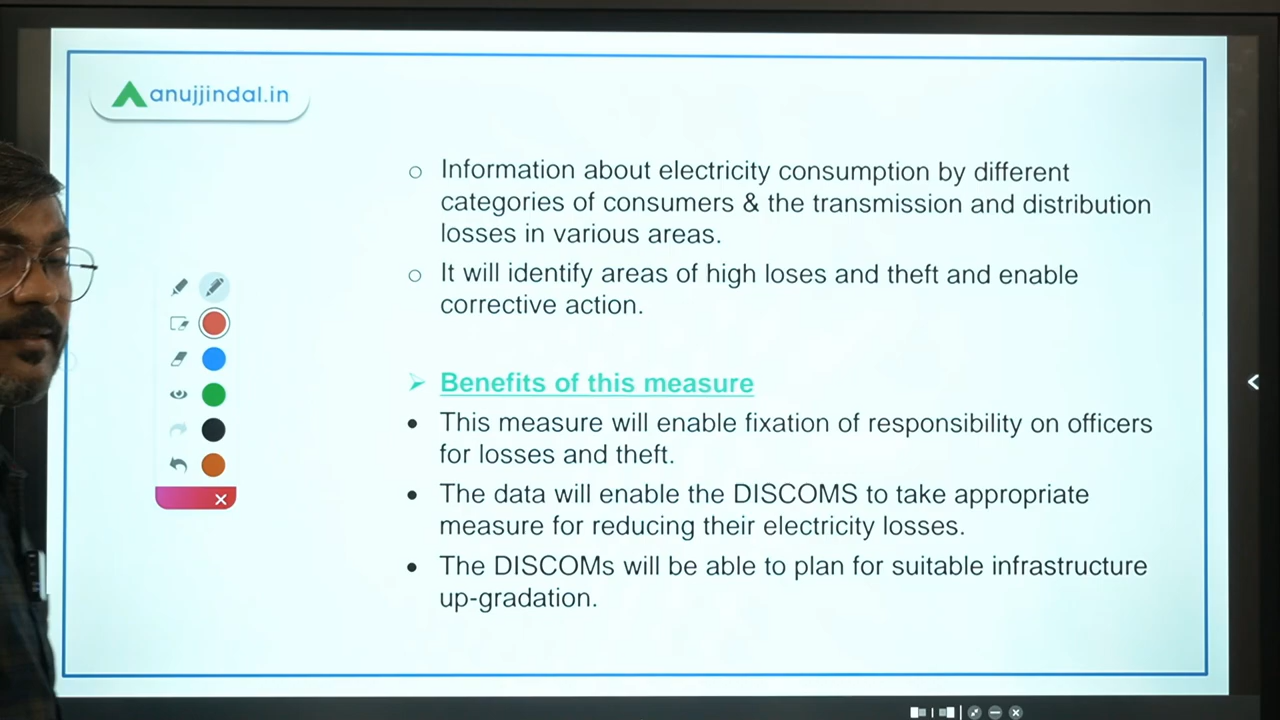 anujjindal.in
○ Information about electricity consumption by different
categories of consumers & the transmission and distribution
losses in various areas.
○ It will identify areas of high loses and theft and enable
corrective action.
➢ Benefits of this measure
• This measure will enable fixation of responsibility on officers
for losses and theft.
• The data will enable the DISCOMS to take appropriate
measure for reducing their electricity losses.
• The DISCOMs will be able to plan for suitable infrastructure
up-gradation.